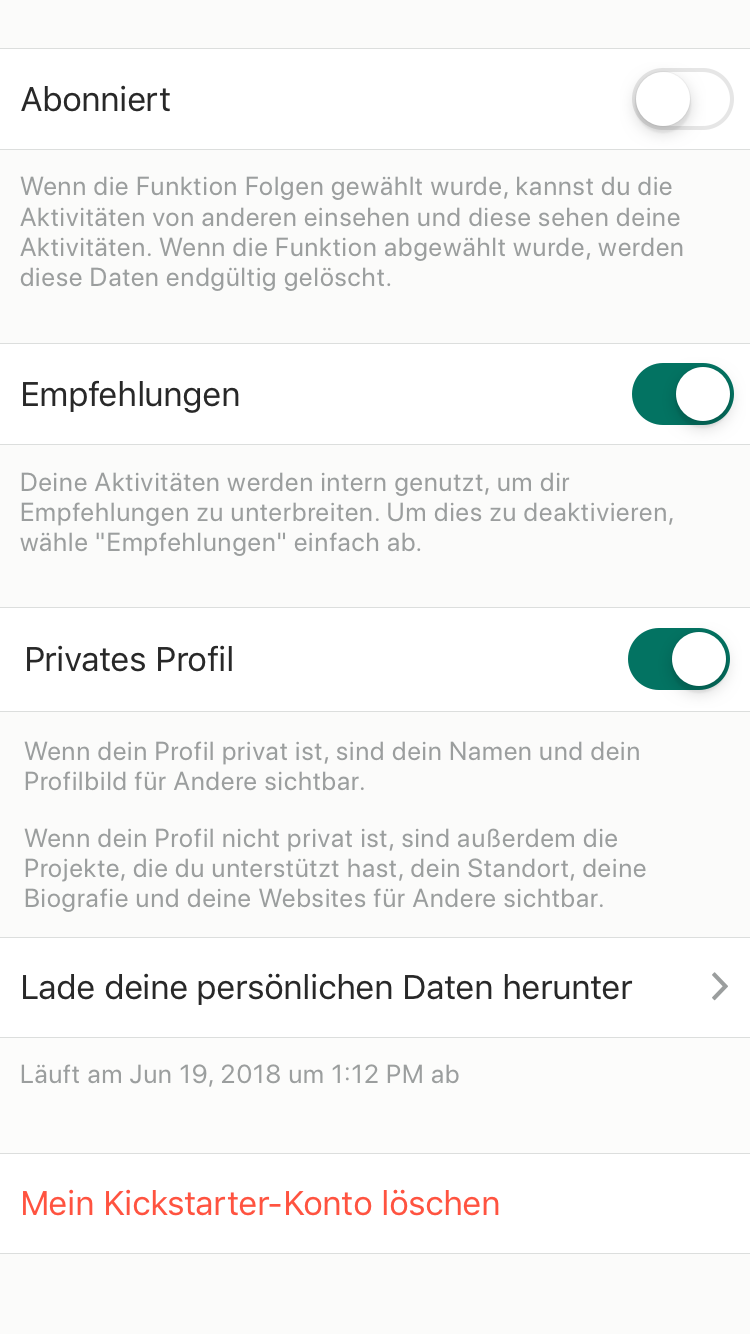 Abonniert
Wenn die Funktion Folgen gewählt wurde, kannst du die
Aktivitäten von anderen einsehen und diese sehen deine
Aktivitäten. Wenn die Funktion abgewählt wurde, werden
diese Daten endgültig gelöscht.
Empfehlungen
Deine Aktivitäten werden intern genutzt, um dir
Empfehlungen zu unterbreiten. Um dies zu deaktivieren,
wähle "Empfehlungen" einfach ab.
Privates Profil
Wenn dein Profil privat ist, sind dein Namen und dein
Profilbild für Andere sichtbar.
Wenn dein Profil nicht privat ist, sind außerdem die
Projekte, die du unterstützt hast, dein Standort, deine
Biografie und deine Websites für Andere sichtbar.
Lade deine persönlichen Daten herunter
Läuft am Jun 19, 2018 um 1:12 PM ab
Mein Kickstarter-Konto löschen